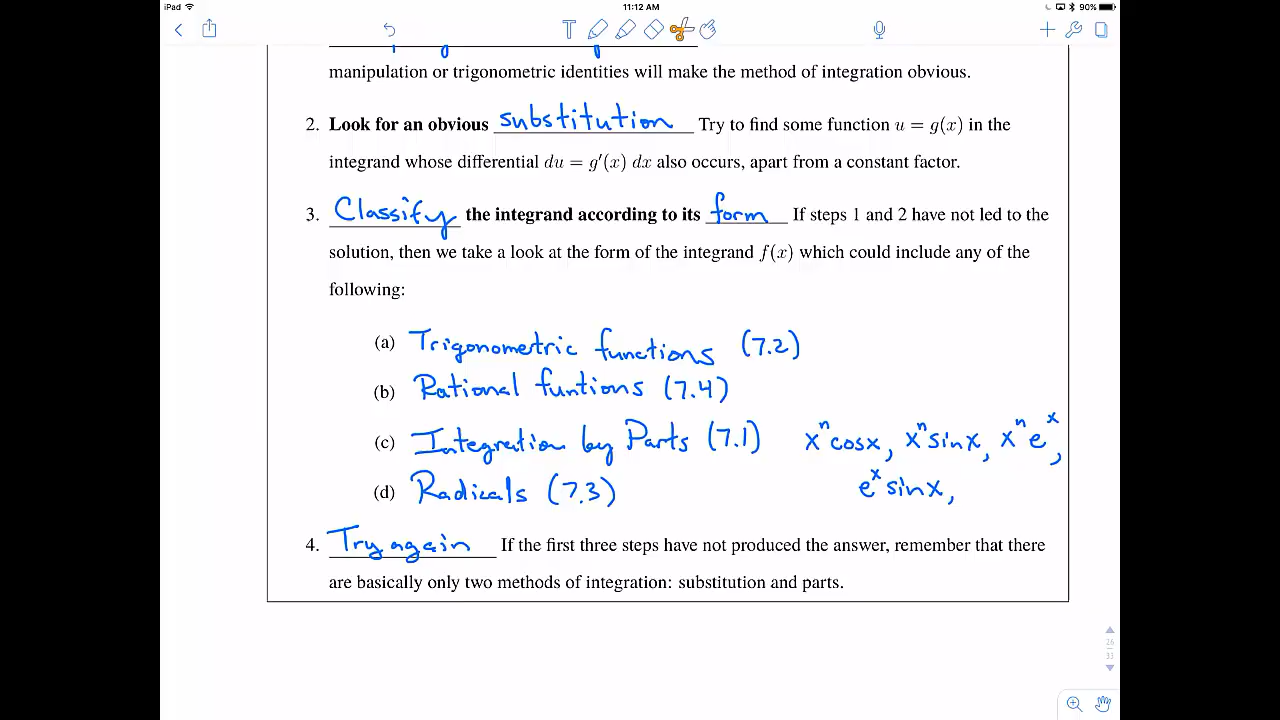 iPad 11:12 AM 90%
manipulation or trigonometric identities will make the method of integration obvious.
2. Look for an obvious substitution Try to find some function u = g(x) in the
integrand whose differential du = g′(x) dx also occurs, apart from a constant factor.
3. Classify the integrand according to its form If steps 1 and 2 have not led to the
solution, then we take a look at the form of the integrand f(x) which could include any of the
following:
(a) Trigonometric functions (7.2)
(b) Rational funtions (7.4)
(c) Integration by Parts (7.1) xⁿcosx, xⁿsinx, xⁿeˣ,
(d) Radicals (7.3) eˣsinx,
4. Try again If the first three steps have not produced the answer, remember that there
are basically only two methods of integration: substitution and parts.
26
33